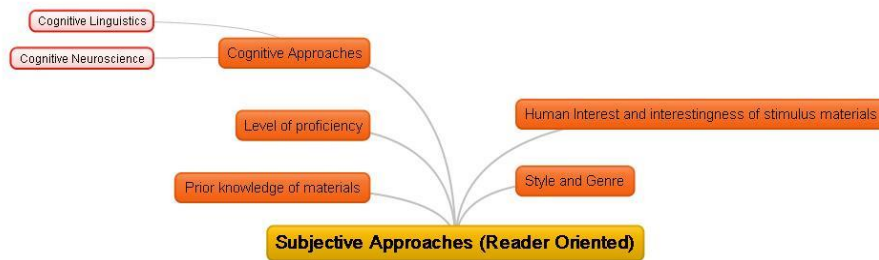 Cognitive Linguistics
Cognitive Neuroscience
Cognitive Approaches
Level of proficiency
Prior knowledge of materials
Human Interest and interestingness of stimulus materials
Style and Genre
Subjective Approaches (Reader Oriented)